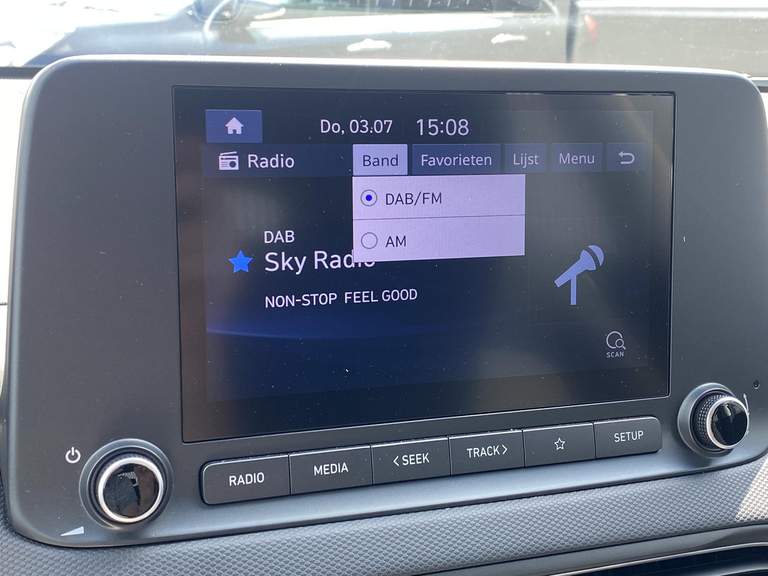 Do, 03.07 15:08
Radio Band Favorieten Lijst Menu
DAB/FM
AM
DAB
Sky Radio
NON-STOP FEEL GOOD
SCAN
RADIO MEDIA < SEEK TRACK > SETUP